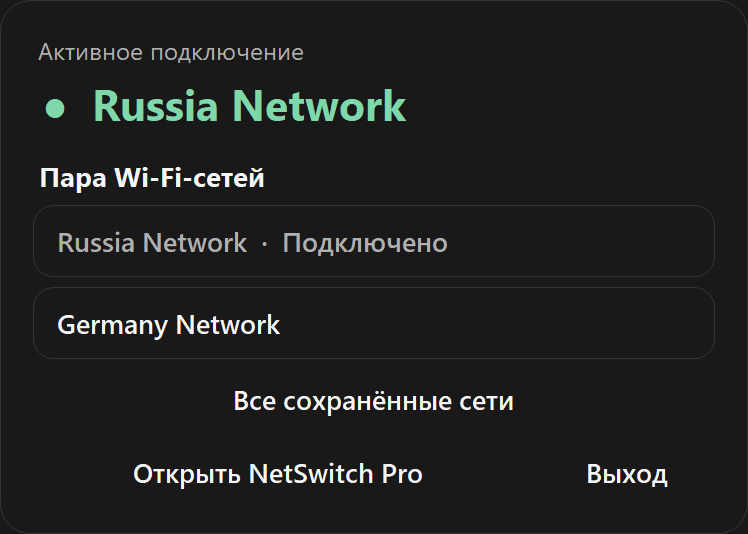 Активное подключение
● Russia Network
Пара Wi-Fi-сетей
Russia Network · Подключено
Germany Network
Все сохранённые сети
Открыть NetSwitch Pro
Выход